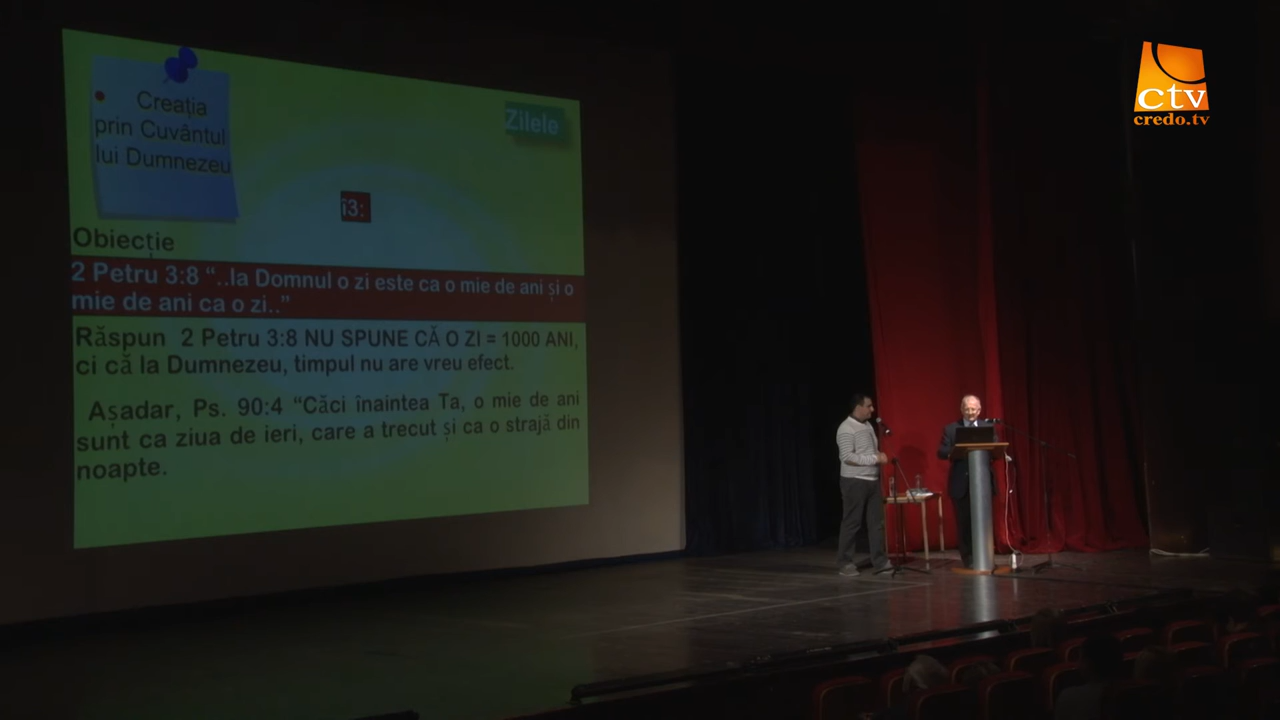 Creația
prin Cuvântul
lui Dumnezeu
Zilele
î3:
Obiecție
2 Petru 3:8 “..la Domnul o zi este ca o mie de ani și o
mie de ani ca o zi..”
Răspun 2 Petru 3:8 NU SPUNE CĂ O ZI = 1000 ANI,
ci că la Dumnezeu, timpul nu are vreu efect.
Așadar, Ps. 90:4 “Căci înaintea Ta, o mie de ani
sunt ca ziua de ieri, care a trecut și ca o strajă din
noapte.
ctv
credo.tv